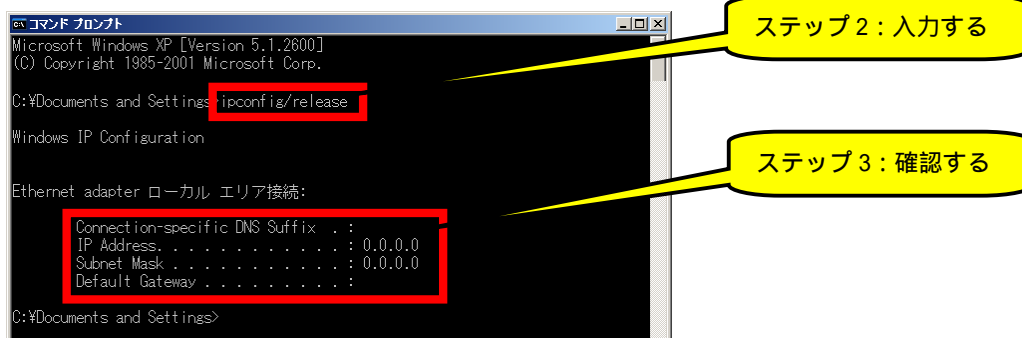 コマンド プロンプト
ステップ2：入力する
Microsoft Windows XP [Version 5.1.2600]
(C) Copyright 1985-2001 Microsoft Corp.
C:¥Documents and Settings>ipconfig/release
Windows IP Configuration
ステップ3：確認する
Ethernet adapter ローカル エリア接続:
Connection-specific DNS Suffix . :
IP Address. . . . . . . . . . . . : 0.0.0.0
Subnet Mask . . . . . . . . . . . : 0.0.0.0
Default Gateway . . . . . . . . . :
C:¥Documents and Settings>